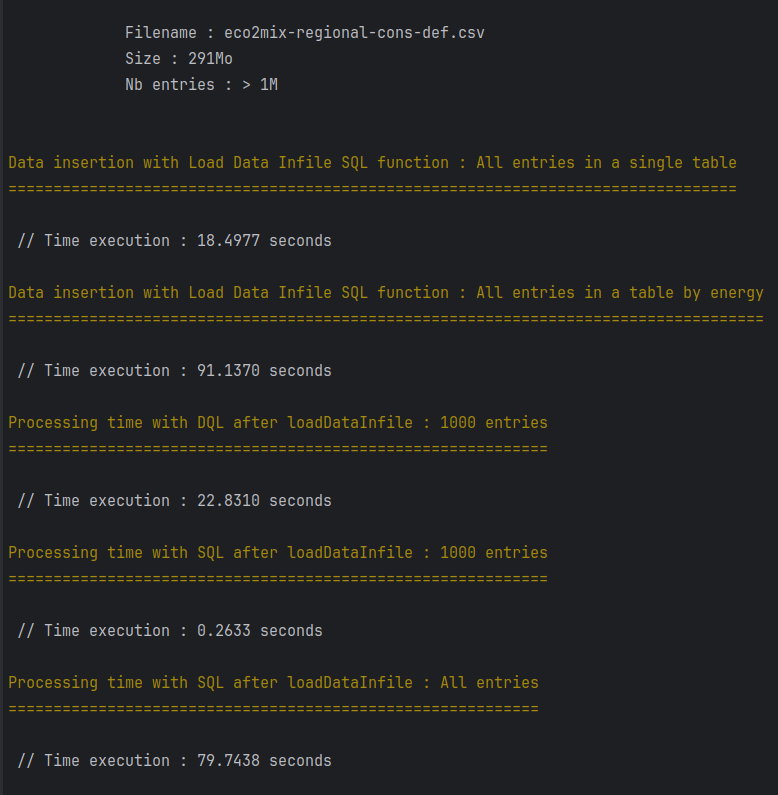 Filename : eco2mix-regional-cons-def.csv
Size : 291Mo
Nb entries : > 1M
Data insertion with Load Data Infile SQL function : All entries in a single table
=================================================================================
// Time execution : 18.4977 seconds
Data insertion with Load Data Infile SQL function : All entries in a table by energy
====================================================================================
// Time execution : 91.1370 seconds
Processing time with DQL after loadDataInfile : 1000 entries
============================================================
// Time execution : 22.8310 seconds
Processing time with SQL after loadDataInfile : 1000 entries
============================================================
// Time execution : 0.2633 seconds
Processing time with SQL after loadDataInfile : All entries
===========================================================
// Time execution : 79.7438 seconds